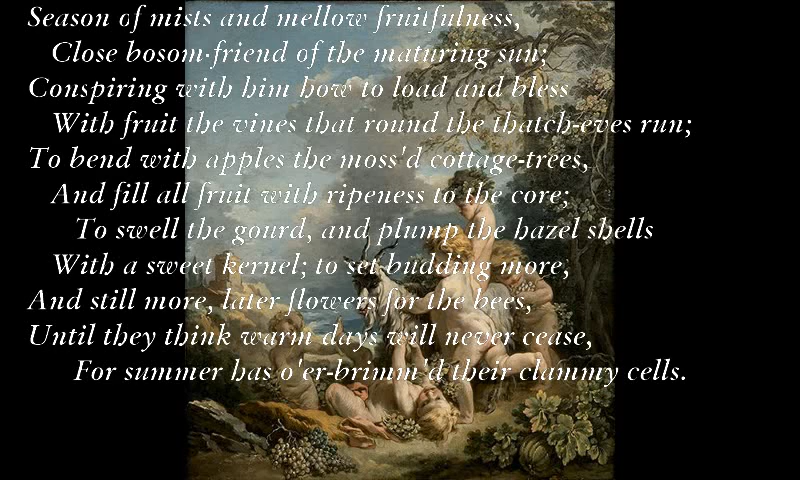 Season of mists and mellow fruitfulness,
Close bosom-friend of the maturing sun;
Conspiring with him how to load and bless
With fruit the vines that round the thatch-eves run;
To bend with apples the moss'd cottage-trees,
And fill all fruit with ripeness to the core;
To swell the gourd, and plump the hazel shells
With a sweet kernel; to set budding more,
And still more, later flowers for the bees,
Until they think warm days will never cease,
For summer has o'er-brimm'd their clammy cells.